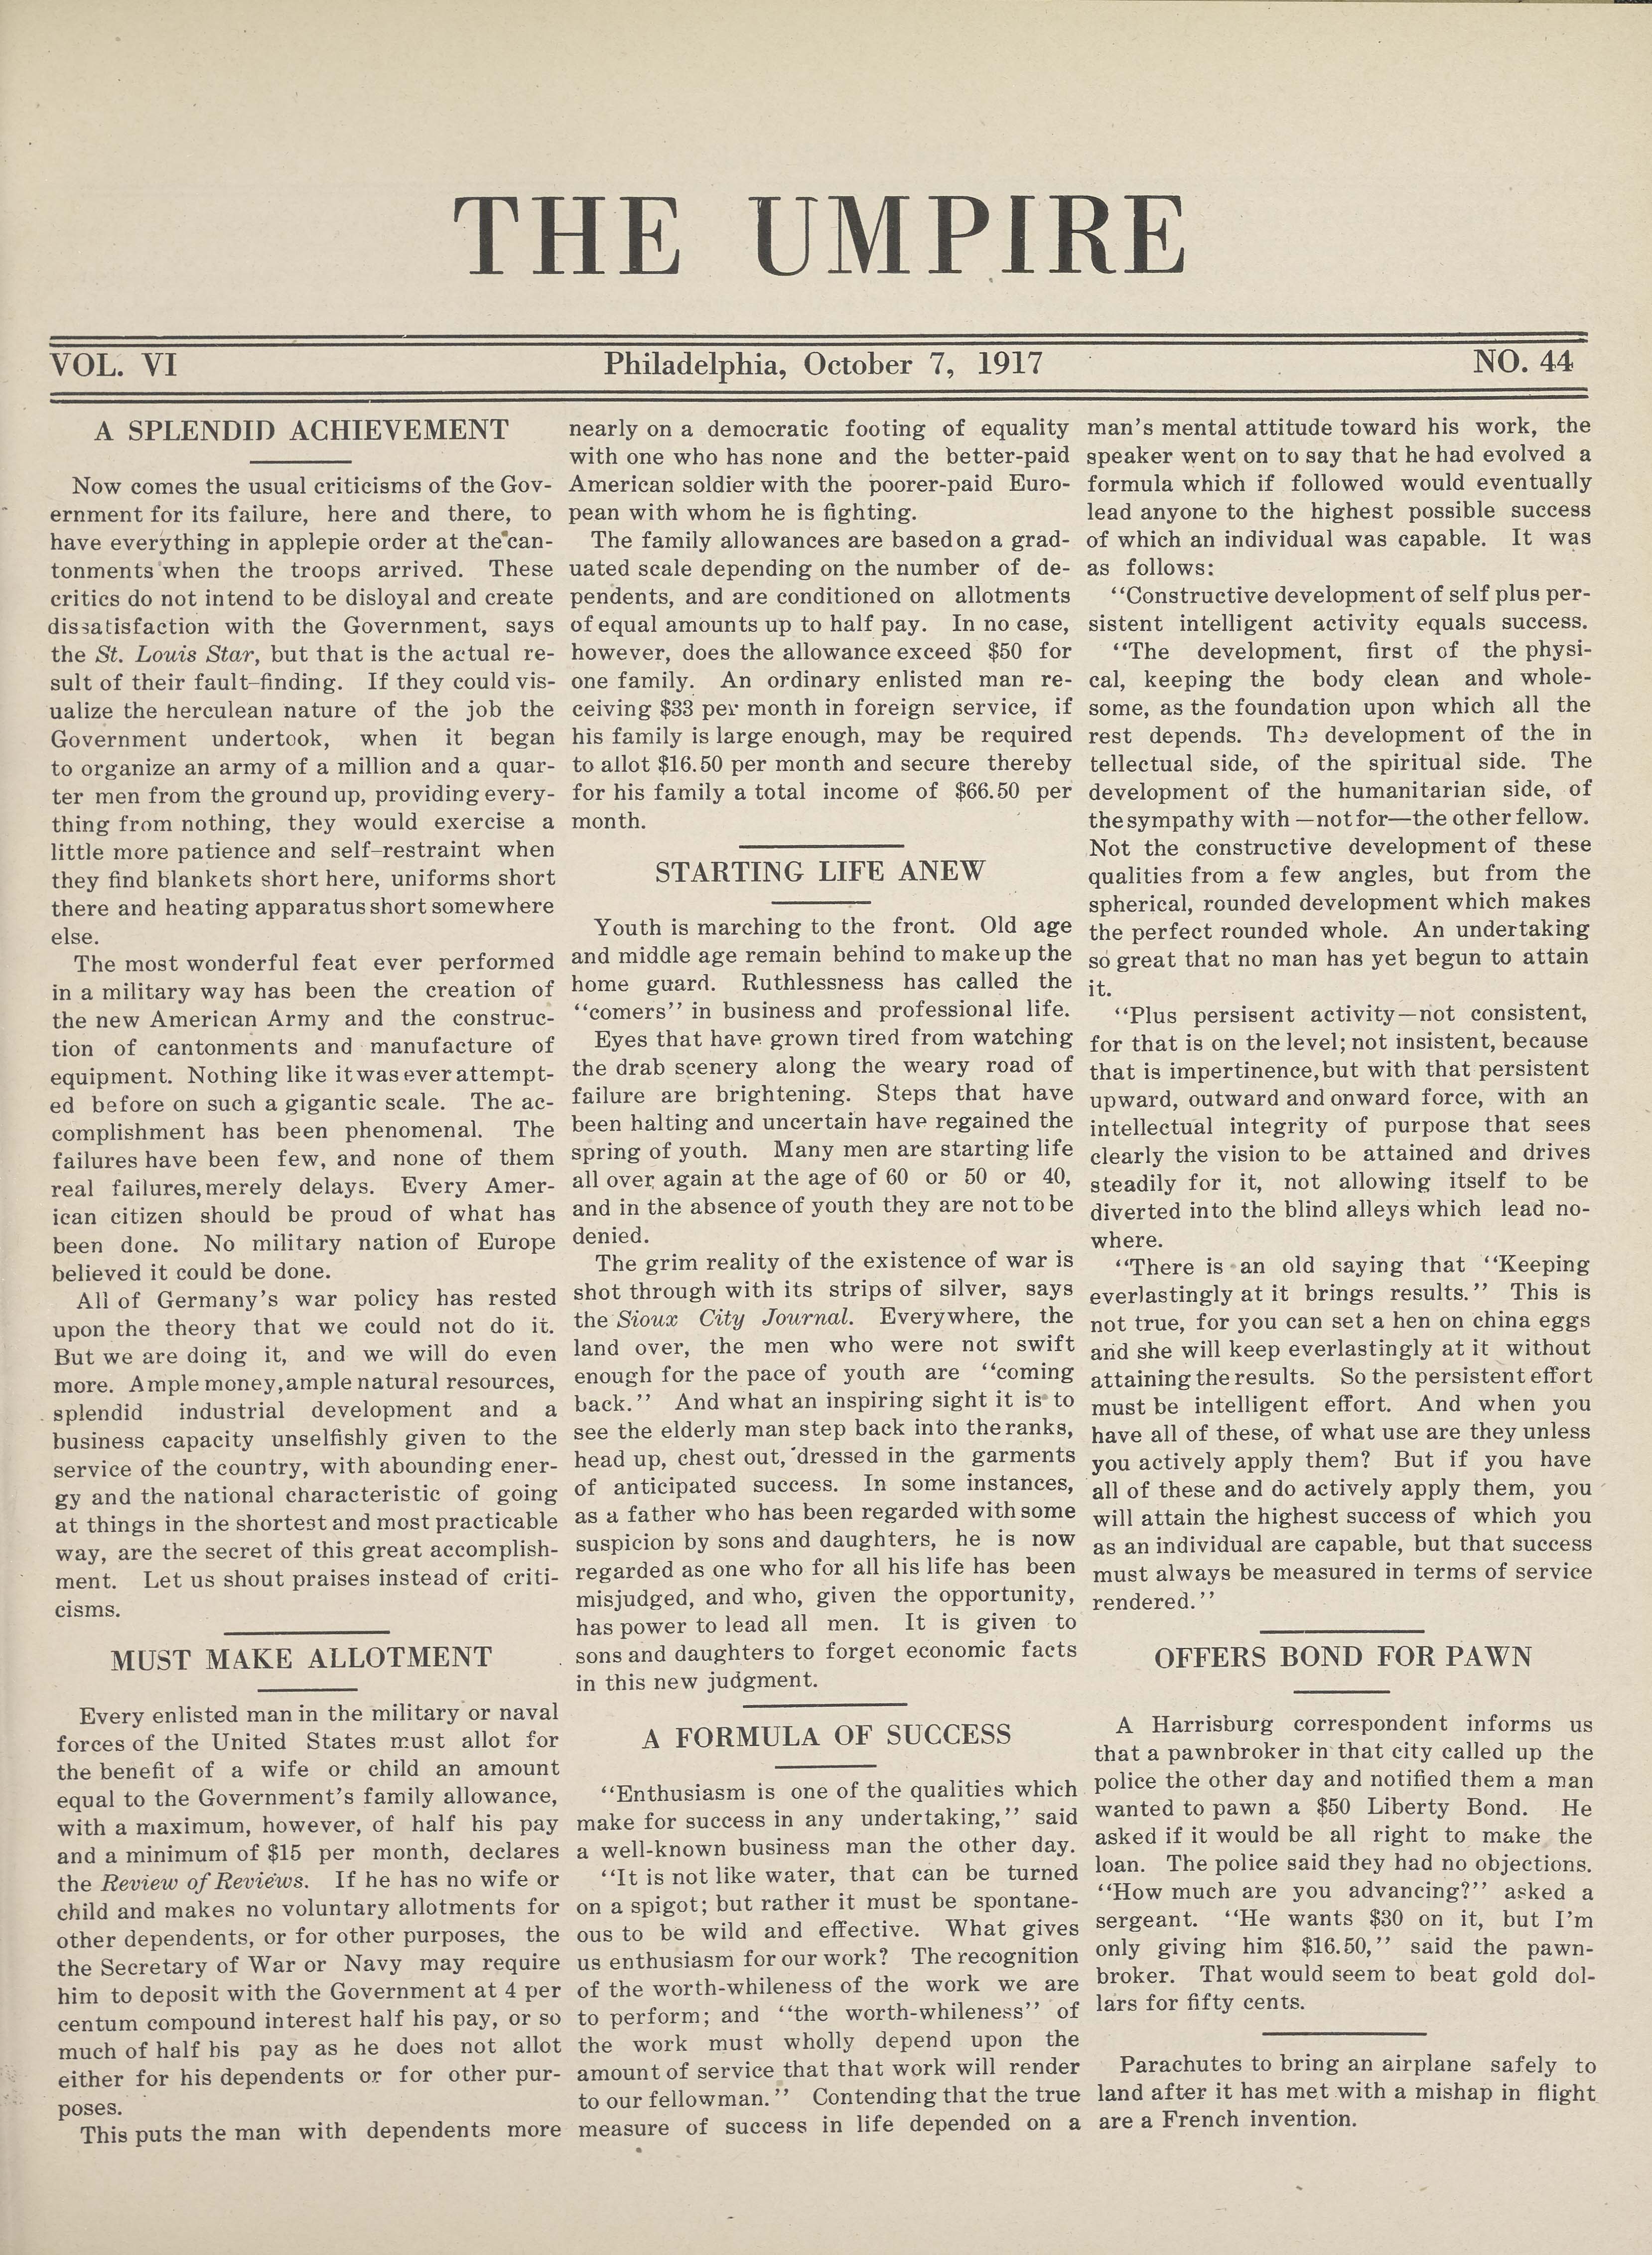 THE UMPIRE
VOL. VI
Philadelphia, October 7, 1917
NO. 44
A SPLENDID ACHIEVEMENT
Now comes the usual criticisms of the Gov-
ernment for its failure, here and there, to
have everything in applepie order at the can-
tonments when the troops arrived. These
critics do not intend to be disloyal and create
dissatisfaction with the Government, says
the St. Louis Star, but that is the actual re-
sult of their fault-finding. If they could vis-
ualize the herculean nature of the job the
Government undertook, when it began
to organize an army of a million and a quar-
ter men from the ground up, providing every-
thing from nothing, they would exercise a
little more patience and self-restraint when
they find blankets short here, uniforms short
there and heating apparatus short somewhere
else.
The most wonderful feat ever performed
in a military way has been the creation of
the new American Army and the construc-
tion of cantonments and manufacture of
equipment. Nothing like it was ever attempt-
ed before on such a gigantic scale. The ac-
complishment has been phenomenal. The
failures have been few, and none of them
real failures, merely delays. Every Amer-
ican citizen should be proud of what has
been done. No military nation of Europe
believed it could be done.
All of Germany's war policy has rested
upon the theory that we could not do it.
But we are doing it, and we will do even
more. Ample money, ample natural resources,
splendid industrial development and a
business capacity unselfishly given to the
service of the country, with abounding ener-
gy and the national characteristic of going
at things in the shortest and most practicable
way, are the secret of this great accomplish-
ment. Let us shout praises instead of criti-
cisms.
MUST MAKE ALLOTMENT
Every enlisted man in the military or naval
forces of the United States must allot for
the benefit of a wife or child an amount
equal to the Government's family allowance,
with a maximum, however, of half his pay
and a minimum of $15 per month, declares
the Review of Reviews. If he has no wife or
child and makes no voluntary allotments for
other dependents, or for other purposes, the
the Secretary of War or Navy may require
him to deposit with the Government at 4 per
centum compound interest half his pay, or so
much of half his pay as he does not allot
either for his dependents or for other pur-
poses.
This puts the man with dependents more
nearly on a democratic footing of equality
with one who has none and the better-paid
American soldier with the poorer-paid Euro-
pean with whom he is fighting.
The family allowances are based on a grad-
uated scale depending on the number of de-
pendents, and are conditioned on allotments
of equal amounts up to half pay. In no case,
however, does the allowance exceed $50 for
one family. An ordinary enlisted man re-
ceiving $33 per month in foreign service, if
his family is large enough, may be required
to allot $16.50 per month and secure thereby
for his family a total income of $66.50 per
month.
STARTING LIFE ANEW
Youth is marching to the front. Old age
and middle age remain behind to make up the
home guard. Ruthlessness has called the
"comers" in business and professional life.
Eyes that have grown tired from watching
the drab scenery along the weary road of
failure are brightening. Steps that have
been halting and uncertain have regained the
spring of youth. Many men are starting life
all over again at the age of 60 or 50 or 40,
and in the absence of youth they are not to be
denied.
The grim reality of the existence of war is
shot through with its strips of silver, says
the Sioux City Journal. Everywhere, the
land over, the men who were not swift
enough for the pace of youth are "coming
back." And what an inspiring sight it is to
see the elderly man step back into the ranks,
head up, chest out, dressed in the garments
of anticipated success. In some instances,
as a father who has been regarded with some
suspicion by sons and daughters, he is now
regarded as one who for all his life has been
misjudged, and who, given the opportunity,
has power to lead all men. It is given to
sons and daughters to forget economic facts
in this new judgment.
A FORMULA OF SUCCESS
"Enthusiasm is one of the qualities which
make for success in any undertaking," said
a well-known business man the other day.
"It is not like water, that can be turned
on a spigot; but rather it must be spontane-
ous to be wild and effective. What gives
us enthusiasm for our work? The recognition
of the worth-whileness of the work we are
to perform; and "the worth-whileness" of
the work must wholly depend upon the
amount of service that that work will render
to our fellowman." Contending that the true
measure of success in life depended on a
man's mental attitude toward his work, the
speaker went on to say that he had evolved a
formula which if followed would eventually
lead anyone to the highest possible success
of which an individual was capable. It was
as follows:
"Constructive development of self plus per-
sistent intelligent activity equals success.
"The development, first of the physi-
cal, keeping the body clean and whole-
some, as the foundation upon which all the
rest depends. The development of the in
tellectual side, of the spiritual side. The
development of the humanitarian side, of
the sympathy with—not for—the other fellow.
Not the constructive development of these
qualities from a few angles, but from the
spherical, rounded development which makes
the perfect rounded whole. An undertaking
so great that no man has yet begun to attain
it.
"Plus persisent activity—not consistent,
for that is on the level; not insistent, because
that is impertinence, but with that persistent
upward, outward and onward force, with an
intellectual integrity of purpose that sees
clearly the vision to be attained and drives
steadily for it, not allowing itself to be
diverted into the blind alleys which lead no-
where.
"There is an old saying that "Keeping
everlastingly at it brings results." This is
not true, for you can set a hen on china eggs
and she will keep everlastingly at it without
attaining the results. So the persistent effort
must be intelligent effort. And when you
have all of these, of what use are they unless
you actively apply them? But if you have
all of these and do actively apply them, you
will attain the highest success of which you
as an individual are capable, but that success
must always be measured in terms of service
rendered."
OFFERS BOND FOR PAWN
A Harrisburg correspondent informs us
that a pawnbroker in that city called up the
police the other day and notified them a man
wanted to pawn a $50 Liberty Bond. He
asked if it would be all right to make the
loan. The police said they had no objections.
"How much are you advancing?" asked a
sergeant. "He wants $30 on it, but I'm
only giving him $16.50," said the pawn-
broker. That would seem to beat gold dol-
lars for fifty cents.
Parachutes to bring an airplane safely to
land after it has met with a mishap in flight
are a French invention.